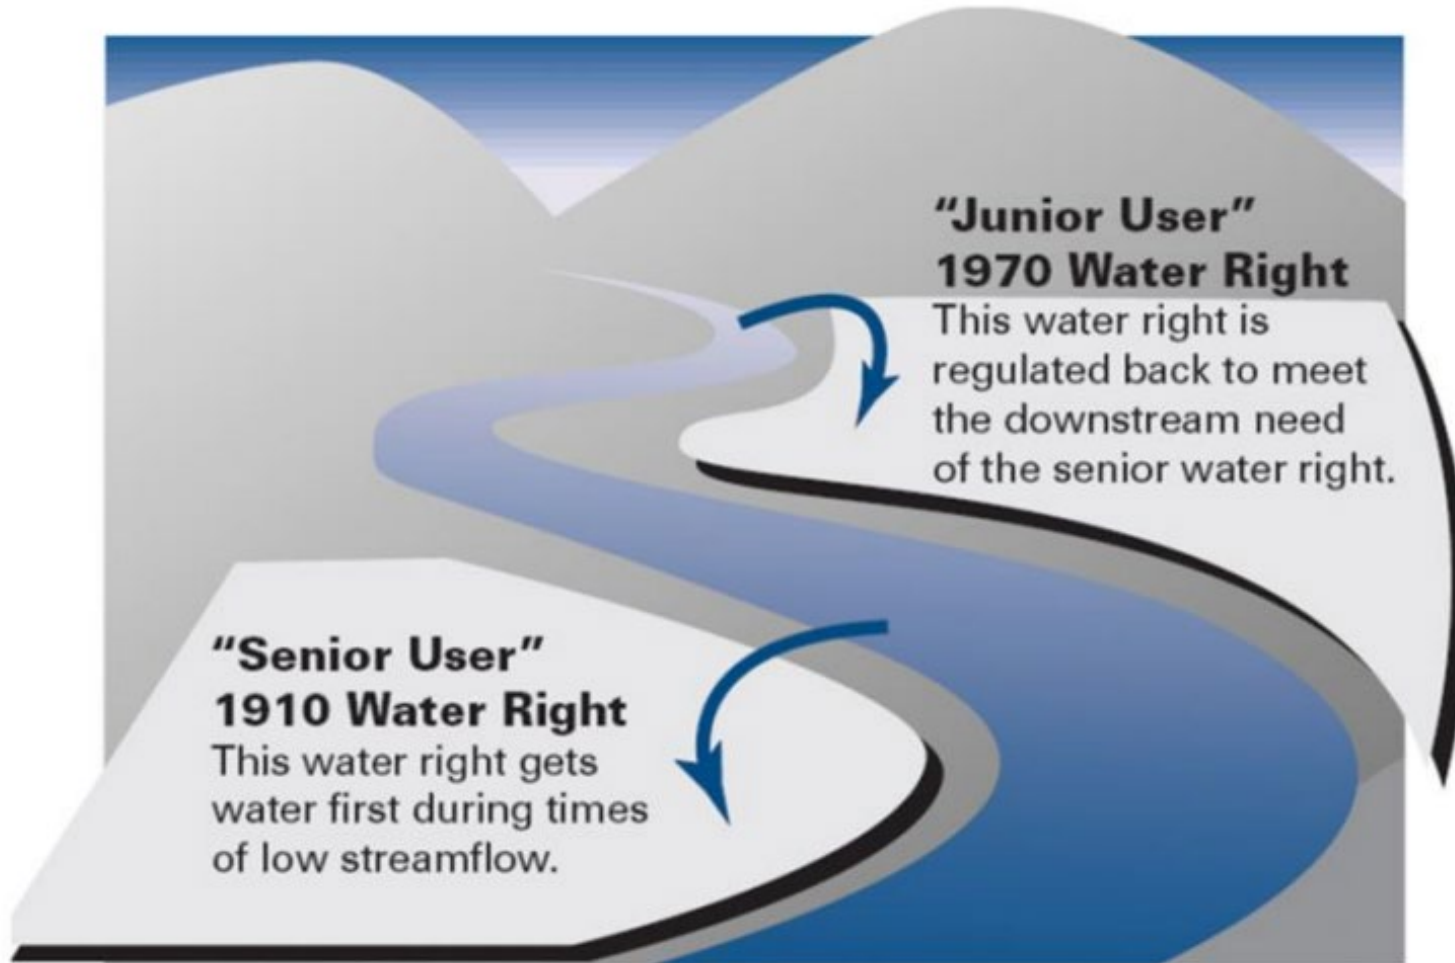 “Junior User”
1970 Water Right
This water right is
regulated back to meet
the downstream need
of the senior water right.
“Senior User”
1910 Water Right
This water right gets
water first during times
of low streamflow.